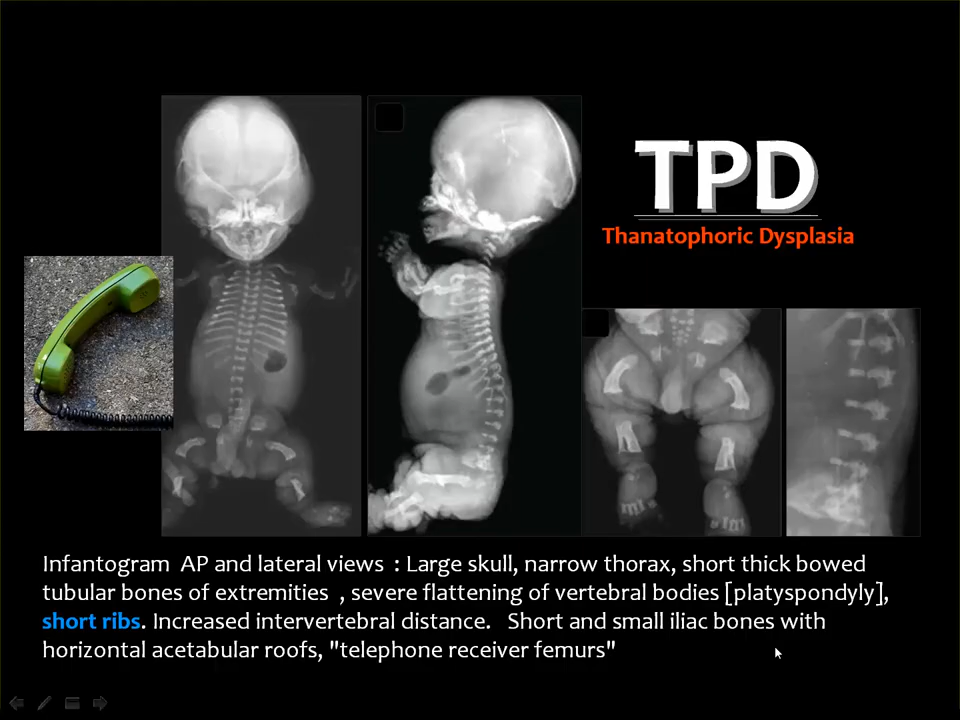 TPD
Thanatophoric Dysplasia
Infantogram AP and lateral views : Large skull, narrow thorax, short thick bowed
tubular bones of extremities , severe flattening of vertebral bodies [platyspondyly],
short ribs. Increased intervertebral distance. Short and small iliac bones with
horizontal acetabular roofs, "telephone receiver femurs"